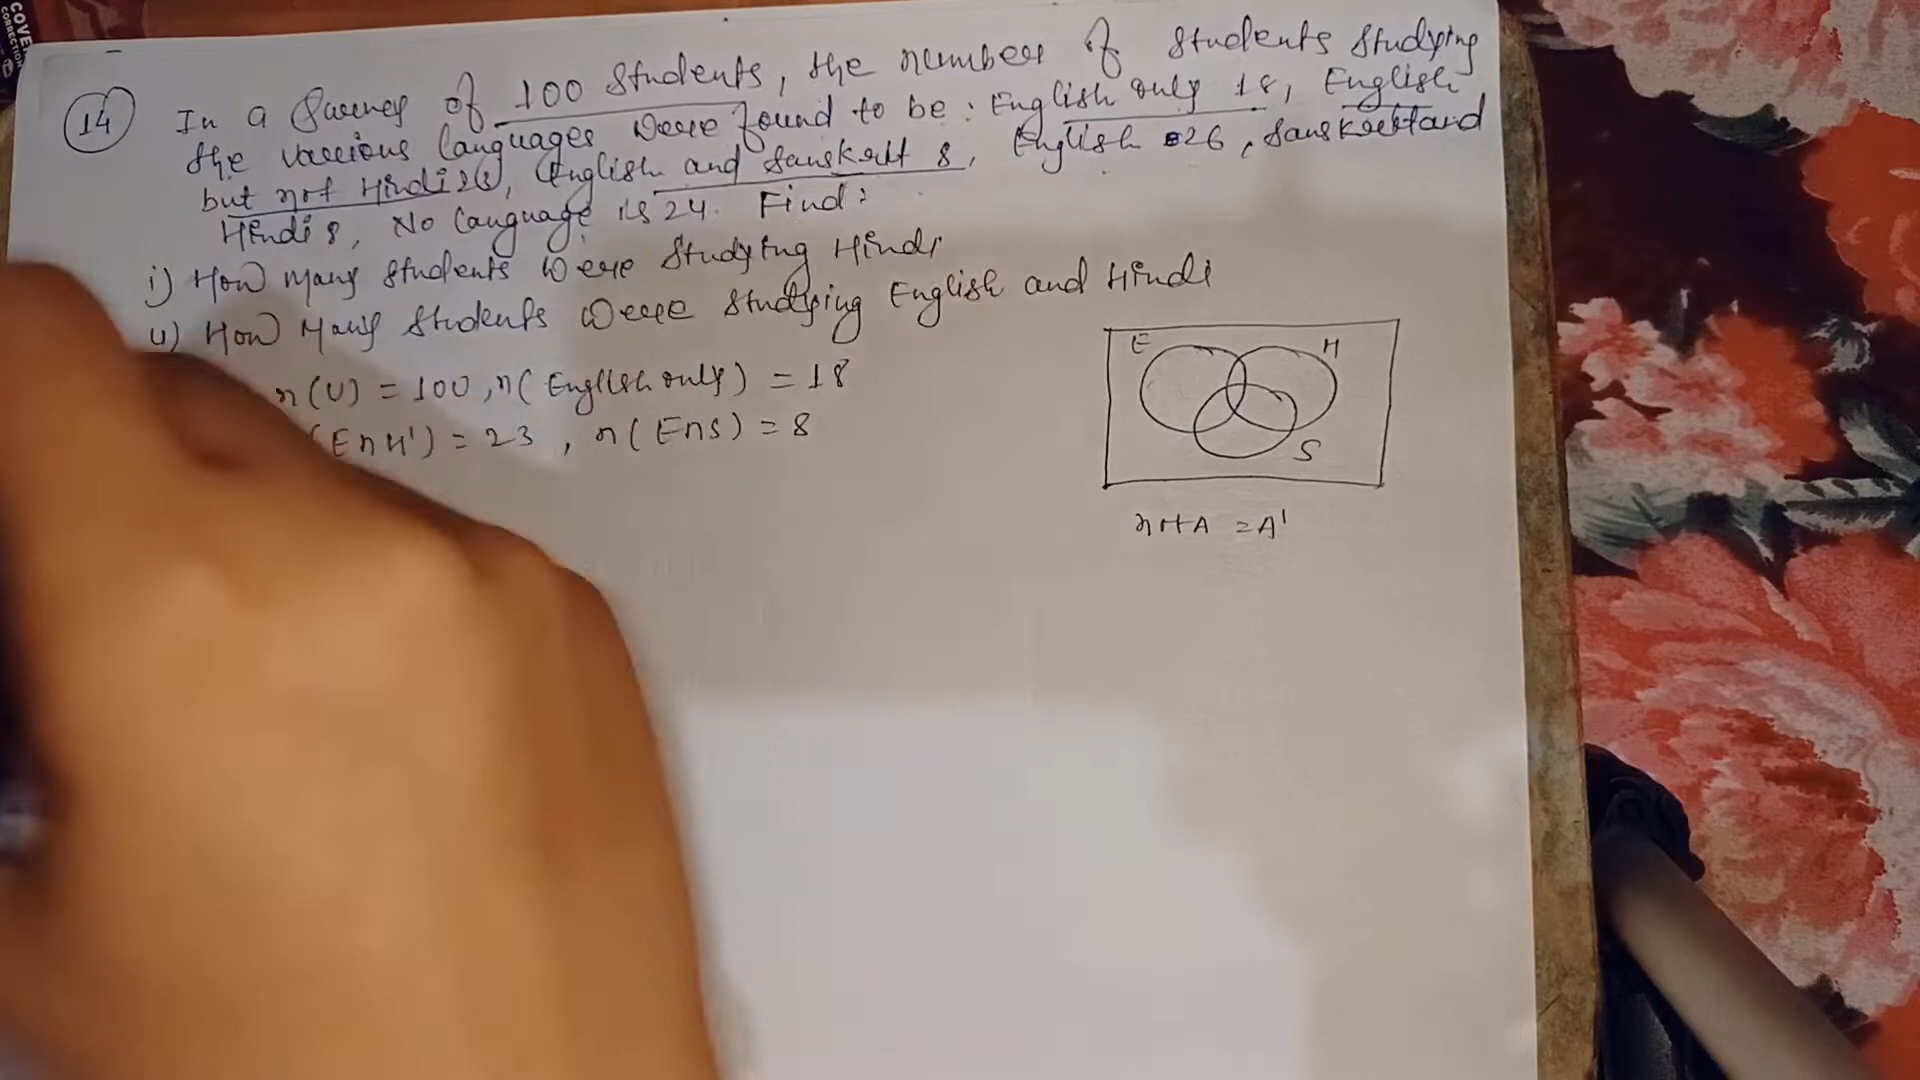 COVER
CORRECTION
14 In a Survey of 100 Students, the number of Students Studying
the various languages were found to be: English only 18, English
but not Hindi 23, English and Sanskrit 8, English 26, Sanskrit and
Hindi 8, No language is 24. Find:
i) How many Students were Studying Hindi
ii) How Many Students were Studying English and Hindi
n(U) = 100, n(English only) = 18
(E∩H') = 23, n(E∩S) = 8
E
H
S
A = A'